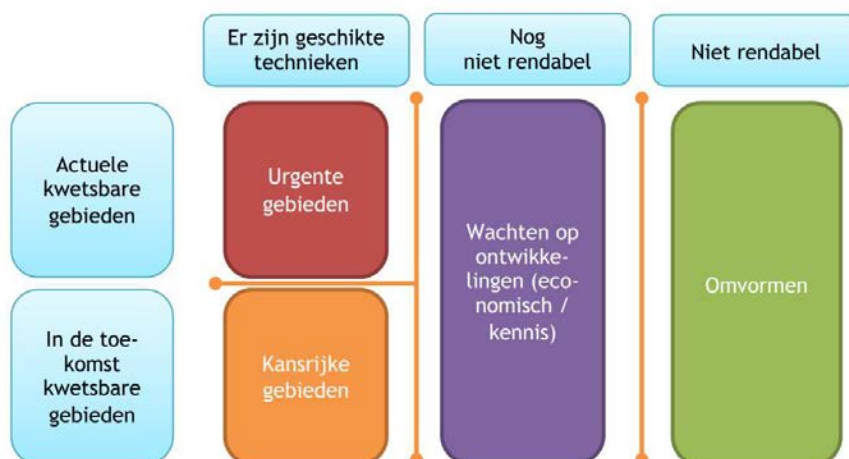 Er zijn geschikte
technieken
Nog
niet rendabel
Niet rendabel
Actuele
kwetsbare
gebieden
Urgente
gebieden
Wachten op
ontwikke-
lingen (eco-
nomisch /
kennis)
Omvormen
In de toe-
komst
kwetsbare
gebieden
Kansrijke
gebieden